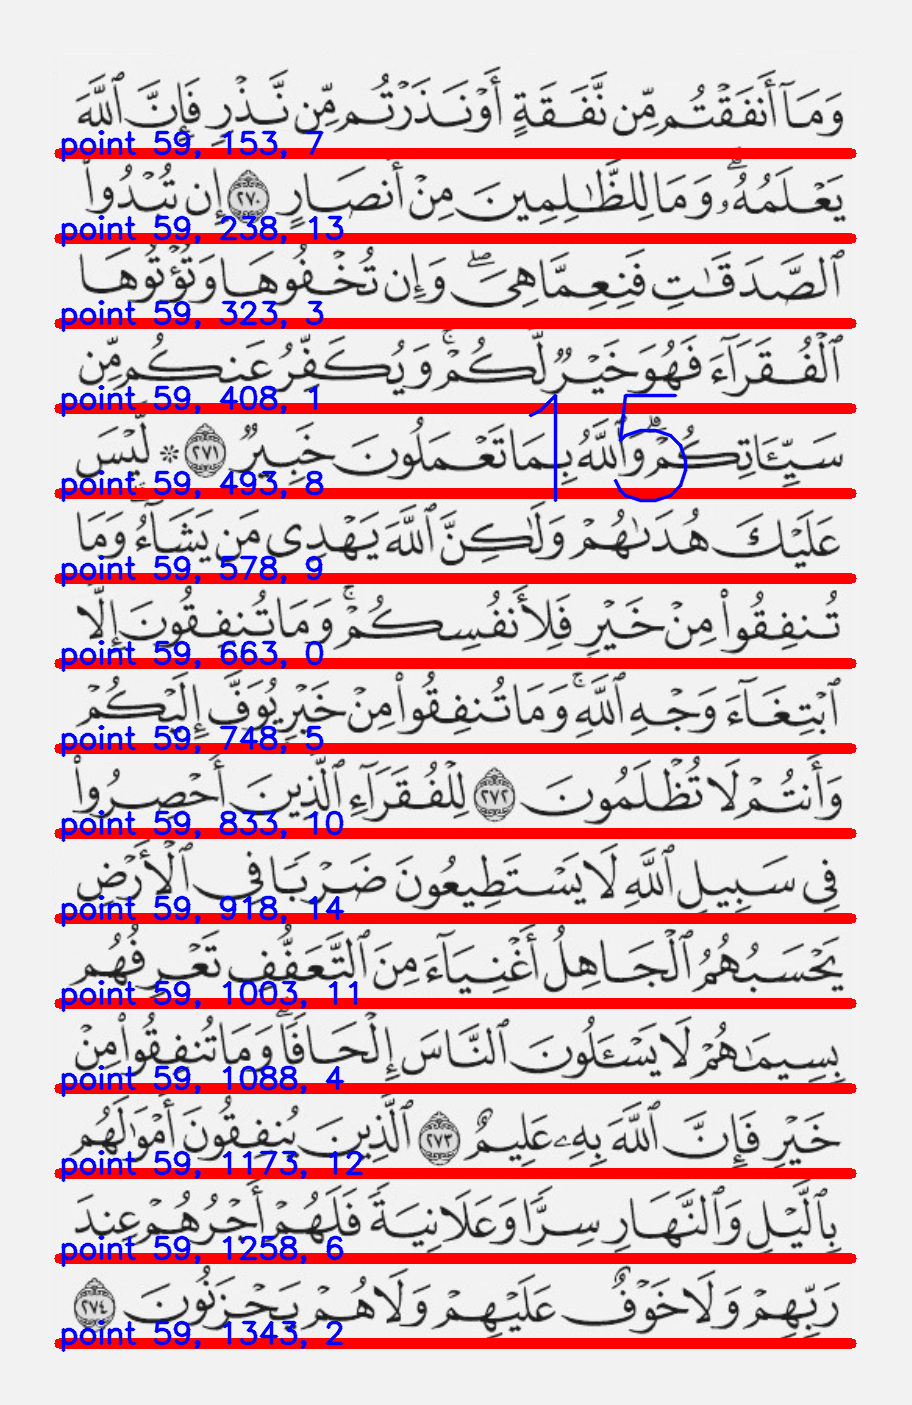 وَمَآ أَنفَقْتُم مِّن نَّفَقَةٍ أَوْ نَذَرْتُم مِّن نَّذْرٍ فَإِنَّ ٱللَّهَ
point 59, 153, 7
يَعْلَمُهُۥۗ وَمَا لِلظَّٰلِمِينَ مِنْ أَنصَارٍ ٢٧٠ إِن تُبْدُوا۟
point 59, 238, 13
ٱلصَّدَقَٰتِ فَنِعِمَّا هِىَۖ وَإِن تُخْفُوهَا وَتُؤْتُوهَا
point 59, 323, 3
ٱلْفُقَرَآءَ فَهُوَ خَيْرٌ لَّكُمْۚ وَيُكَفِّرُ عَنكُم مِّن
point 59, 408, 1
15
سَيِّـَٔاتِكُمْۗ وَٱللَّهُ بِمَا تَعْمَلُونَ خَبِيرٌ ٢٧١ ۞ لَّيْسَ
point 59, 493, 8
عَلَيْكَ هُدَىٰهُمْ وَلَٰكِنَّ ٱللَّهَ يَهْدِى مَن يَشَآءُۗ وَمَا
point 59, 578, 9
تُنفِقُوا۟ مِنْ خَيْرٍ فَلِأَنفُسِكُمْۚ وَمَا تُنفِقُونَ إِلَّا
point 59, 663, 0
ٱبْتِغَآءَ وَجْهِ ٱللَّهِۚ وَمَا تُنفِقُوا۟ مِنْ خَيْرٍ يُوَفَّ إِلَيْكُمْ
point 59, 748, 5
وَأَنتُمْ لَا تُظْلَمُونَ ٢٧٢ لِلْفُقَرَآءِ ٱلَّذِينَ أُحْصِرُوا۟
point 59, 833, 10
فِى سَبِيلِ ٱللَّهِ لَا يَسْتَطِيعُونَ ضَرْبًا فِى ٱلْأَرْضِ
point 59, 918, 14
يَحْسَبُهُمُ ٱلْجَاهِلُ أَغْنِيَآءَ مِنَ ٱلتَّعَفُّفِ تَعْرِفُهُم
point 59, 1003, 11
بِسِيمَٰهُمْ لَا يَسْـَٔلُونَ ٱلنَّاسَ إِلْحَافًاۗ وَمَا تُنفِقُوا۟ مِنْ
point 59, 1088, 4
خَيْرٍ فَإِنَّ ٱللَّهَ بِهِۦ عَلِيمٌ ٢٧٣ ٱلَّذِينَ يُنفِقُونَ أَمْوَٰلَهُم
point 59, 1173, 12
بِٱلَّيْلِ وَٱلنَّهَارِ سِرًّا وَعَلَانِيَةً فَلَهُمْ أَجْرُهُمْ عِندَ
point 59, 1258, 6
رَبِّهِمْ وَلَا خَوْفٌ عَلَيْهِمْ وَلَا هُمْ يَحْزَنُونَ ٢٧٤
point 59, 1343, 2